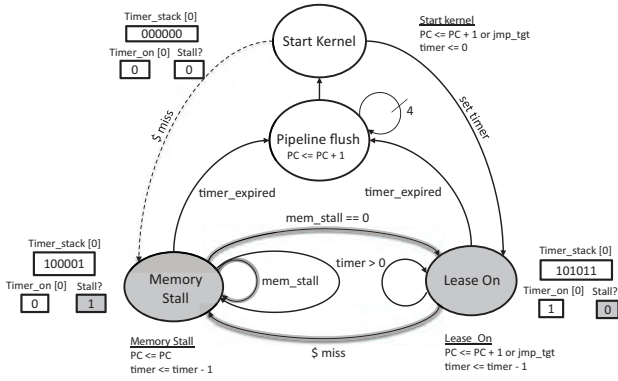 Timer_stack [0]
000000
Timer_on [0] Stall?
0 0
Start Kernel
Start kernel
PC <= PC + 1 or jmp_tgt
timer <= 0
$ miss
set timer
4
Pipeline flush
PC <= PC + 1
timer_expired
timer_expired
mem_stall == 0
Timer_stack [0]
100001
Timer_on [0] Stall?
0 1
Memory
Stall
mem_stall
timer > 0
Lease On
Timer_stack [0]
101011
Timer_on [0] Stall?
1 0
$ miss
Memory Stall
PC <= PC
timer <= timer - 1
Lease_On
PC <= PC + 1 or jmp_tgt
timer <= timer - 1